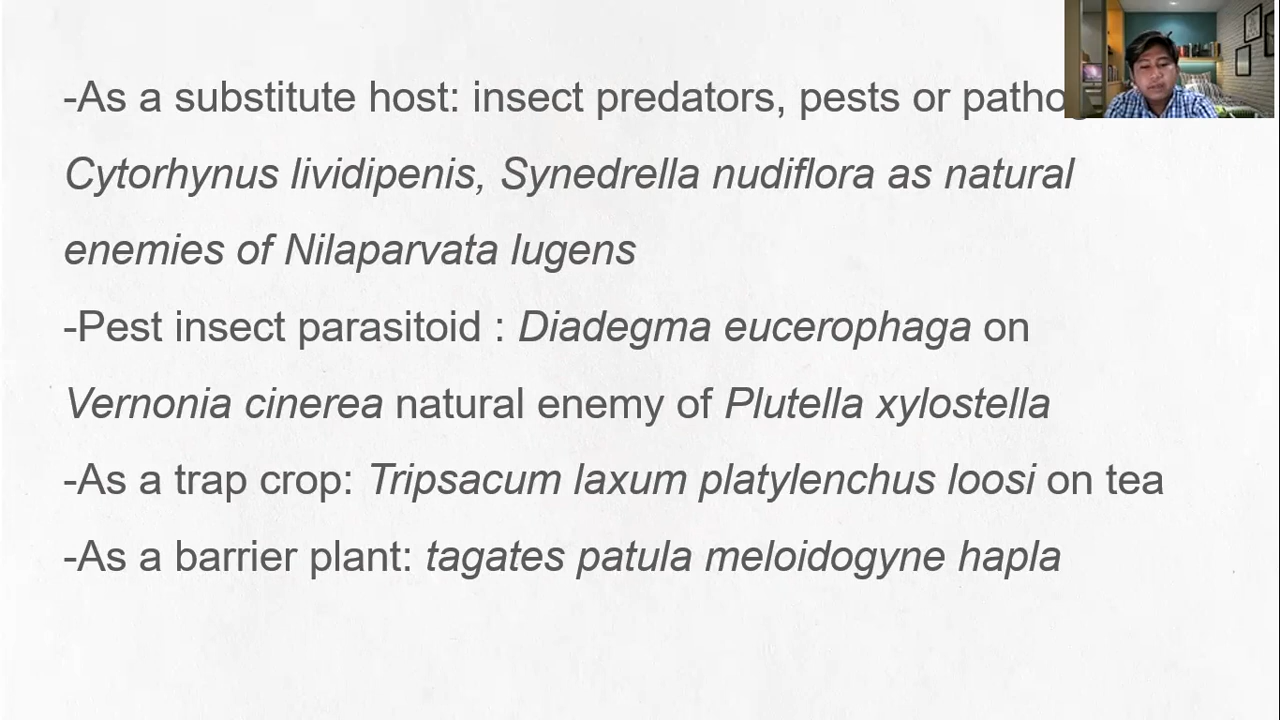 -As a substitute host: insect predators, pests or
Cytorhynus lividipenis, Synedrella nudiflora as natural
enemies of Nilaparvata lugens
-Pest insect parasitoid : Diadegma eucerophaga on
Vernonia cinerea natural enemy of Plutella xylostella
-As a trap crop: Tripsacum laxum platylenchus loosi on tea
-As a barrier plant: tagates patula meloidogyne hapla